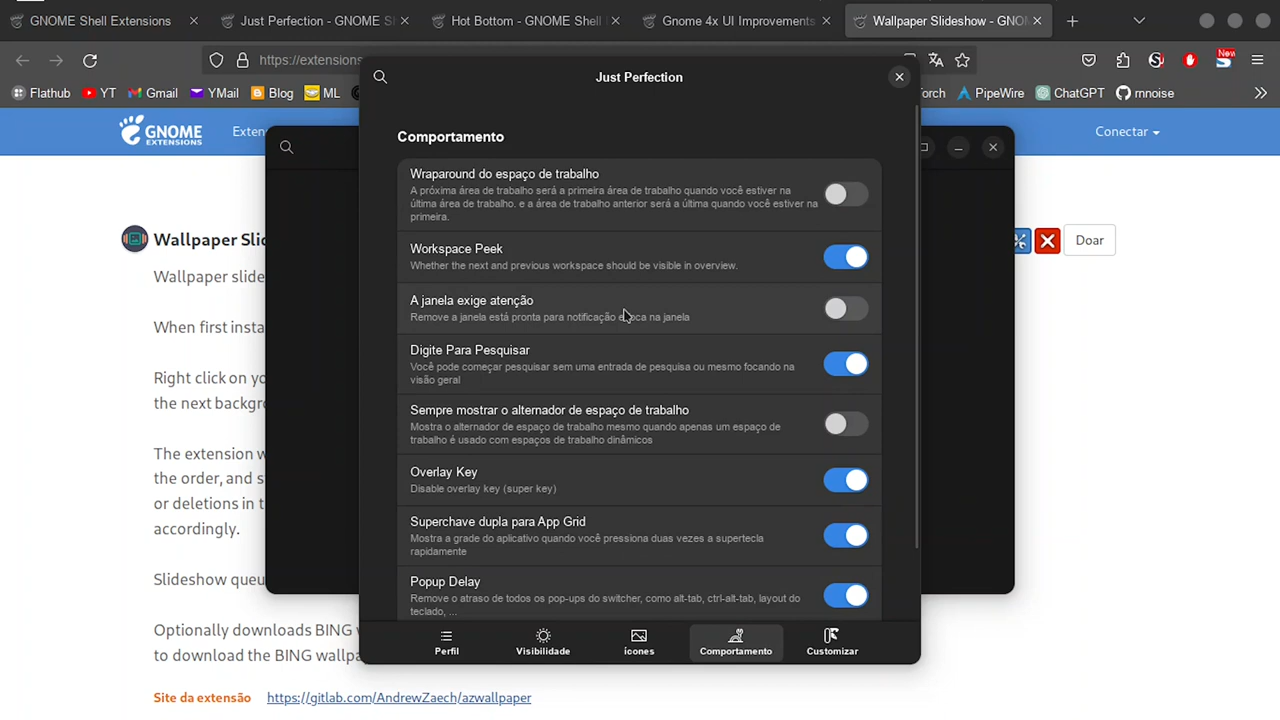 GNOME Shell Extensions
Just Perfection - GNOME S
Hot Bottom - GNOME Shell
Gnome 4x UI Improvements
Wallpaper Slideshow - GNO
https://extensions
Just Perfection
New
Flathub
YT
Gmail
YMail
Blog
ML
orch
PipeWire
ChatGPT
rnnoise
GNOME
EXTENSIONS
Exten
Conectar
Comportamento
Wraparound do espaço de trabalho
A próxima área de trabalho será a primeira área de trabalho quando você estiver na
última área de trabalho. e a área de trabalho anterior será a última quando você estiver na
primeira.
Workspace Peek
Whether the next and previous workspace should be visible in overview.
A janela exige atenção
Remove a janela está pronta para notificação e foca na janela
Digite Para Pesquisar
Você pode começar pesquisar sem uma entrada de pesquisa ou mesmo focando na
visão geral
Sempre mostrar o alternador de espaço de trabalho
Mostra o alternador de espaço de trabalho mesmo quando apenas um espaço de
trabalho é usado com espaços de trabalho dinâmicos
Overlay Key
Disable overlay key (super key)
Superchave dupla para App Grid
Mostra a grade do aplicativo quando você pressiona duas vezes a supertecla
rapidamente
Popup Delay
Remove o atraso de todos os pop-ups do switcher, como alt-tab, ctrl-alt-tab, layout do
teclado, ...
Perfil
Visibilidade
ícones
Comportamento
Customizar
Wallpaper Slid
Doar
Wallpaper slide
When first insta
Right click on yo
the next backgro
The extension w
the order, and s
or deletions in t
accordingly.
Slideshow queu
Optionally downloads BING w
to download the BING wallpa
Site da extensão https://gitlab.com/AndrewZaech/azwallpaper